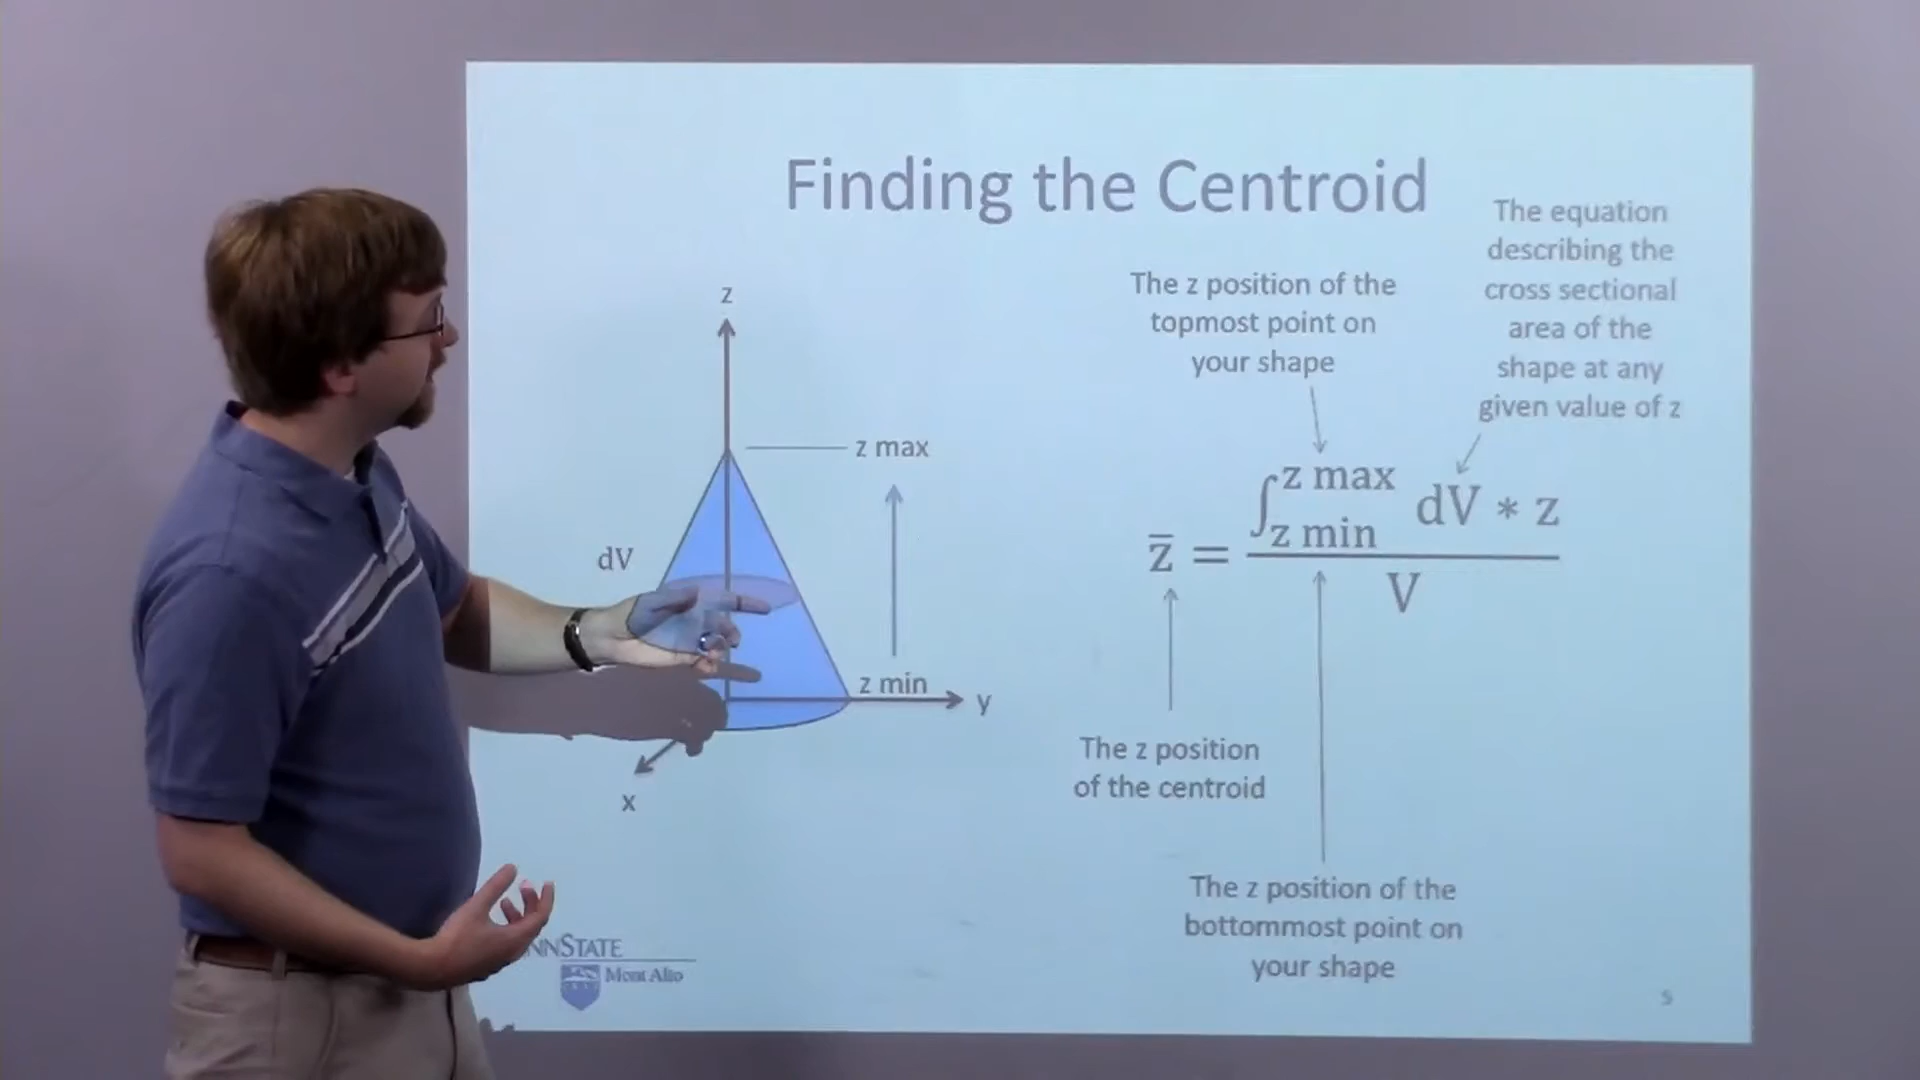 Finding the Centroid
The equation
describing the
cross sectional
area of the
shape at any
given value of z
The z position of the
topmost point on
your shape
z
z max
dV
z min
y
x
z̄ = ∫ z max z min dV * z / V
The z position
of the centroid
The z position of the
bottommost point on
your shape
NNSTATE
Mont Alto
5